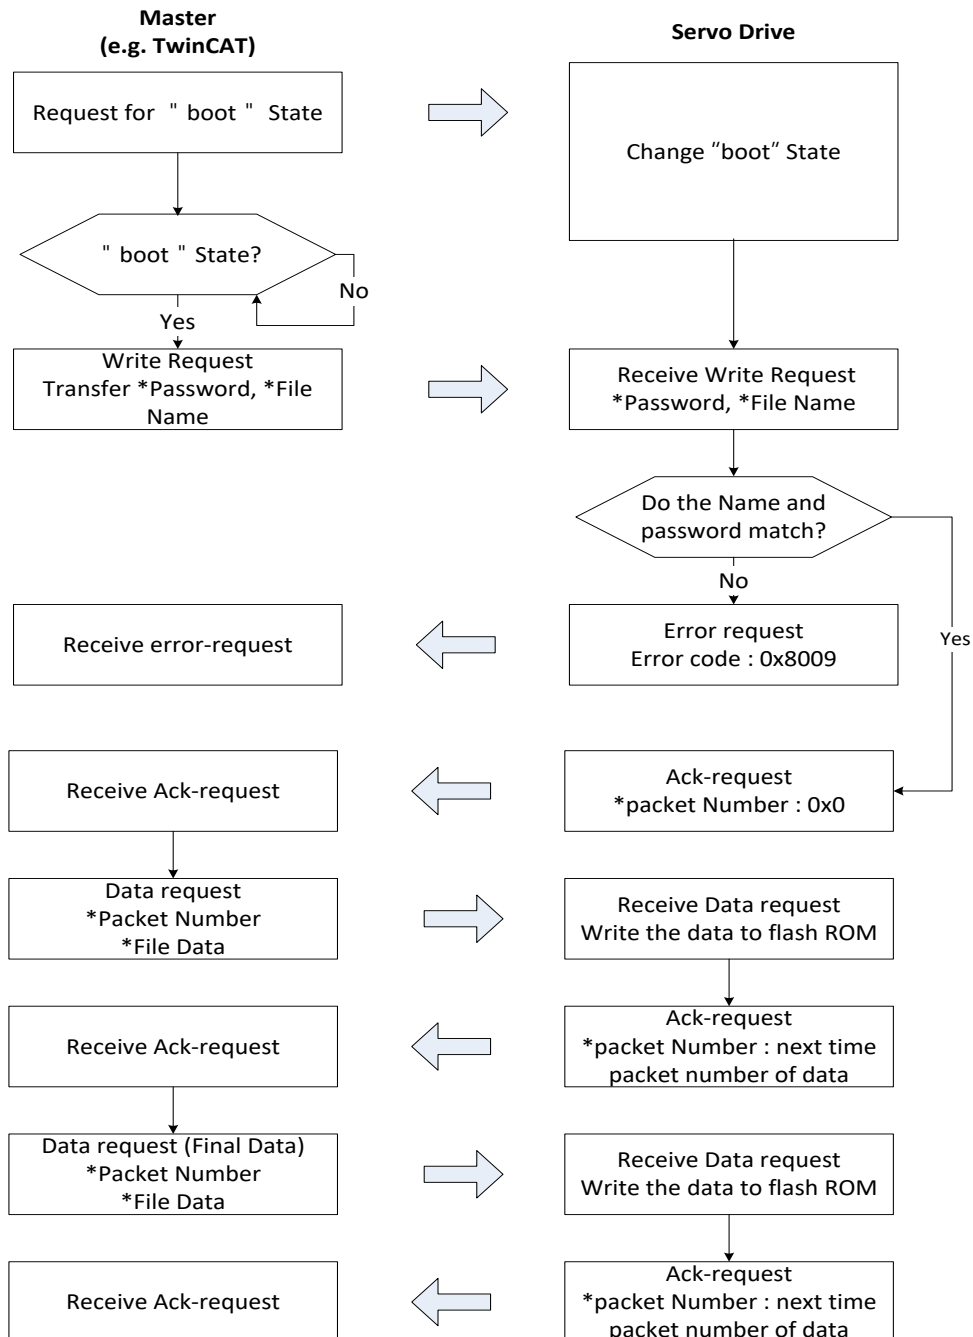 Master
(e.g. TwinCAT)
Servo Drive
Request for " boot " State
Change "boot" State
" boot " State?
No
Yes
Write Request
Transfer *Password, *File
Name
Receive Write Request
*Password, *File Name
Do the Name and
password match?
No
Yes
Receive error-request
Error request
Error code : 0x8009
Receive Ack-request
Ack-request
*packet Number : 0x0
Data request
*Packet Number
*File Data
Receive Data request
Write the data to flash ROM
Receive Ack-request
Ack-request
*packet Number : next time
packet number of data
Data request (Final Data)
*Packet Number
*File Data
Receive Data request
Write the data to flash ROM
Receive Ack-request
Ack-request
*packet Number : next time
packet number of data